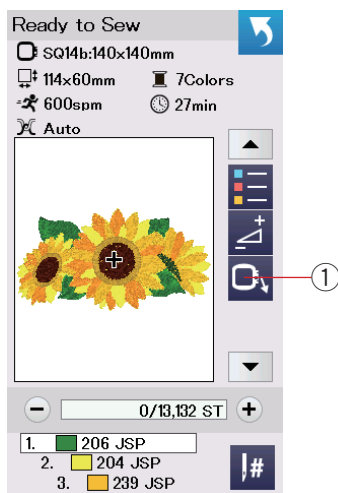 Ready to Sew
SQ14b:140x140mm
114x60mm 7Colors
600spm 27min
Auto
1
0/13,132 ST
1. 206 JSP
2. 204 JSP
3. 239 JSP
#